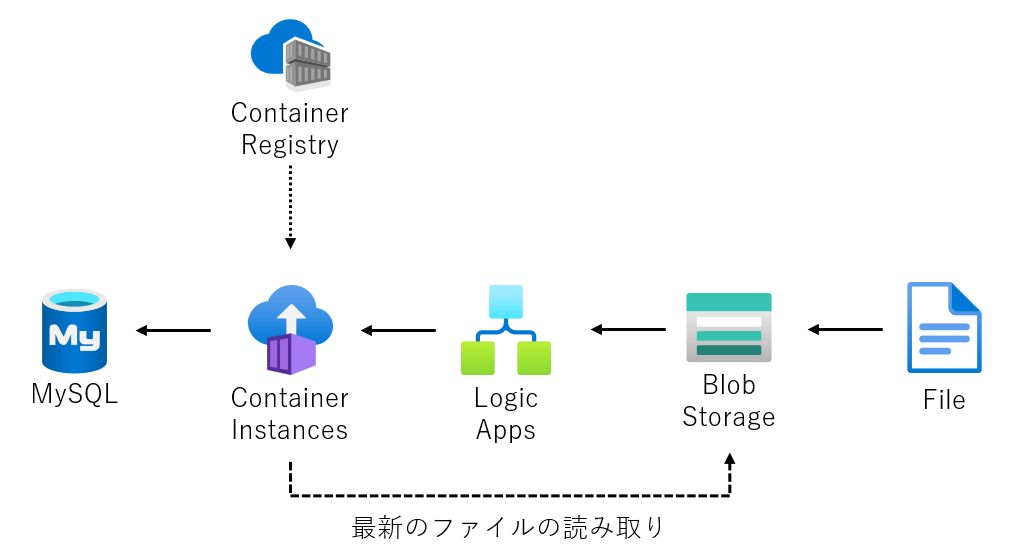 Container
Registry
My
MySQL
Container
Instances
Logic
Apps
Blob
Storage
File
最新のファイルの読み取り